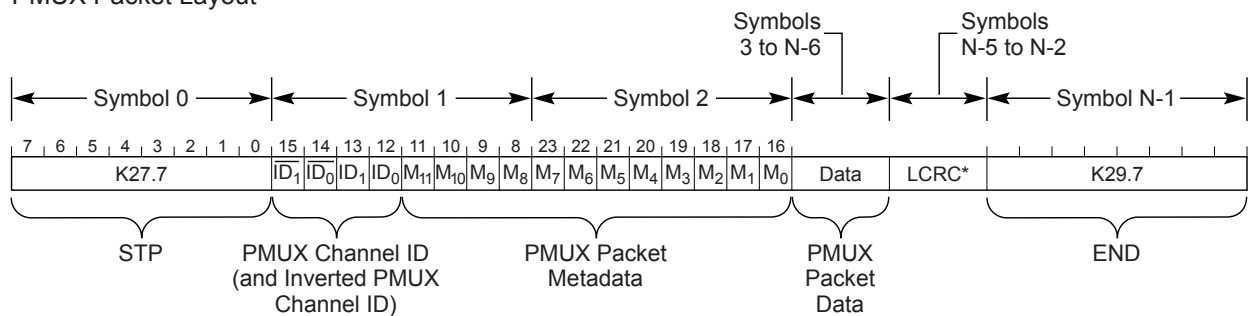 PMUX Packet Layout
Symbols
3 to N-6
Symbols
N-5 to N-2
Symbol 0
Symbol 1
Symbol 2
Symbol N-1
7 6 5 4 3 2 1 0 15 14 13 12 11 10 9 8 23 22 21 20 19 18 17 16
K27.7 I̅D̅₁ I̅D̅₀ ID₁ ID₀ M₁₁ M₁₀ M₉ M₈ M₇ M₆ M₅ M₄ M₃ M₂ M₁ M₀ Data LCRC* K29.7
STP
PMUX Channel ID
(and Inverted PMUX
Channel ID)
PMUX Packet
Metadata
PMUX
Packet
Data
END